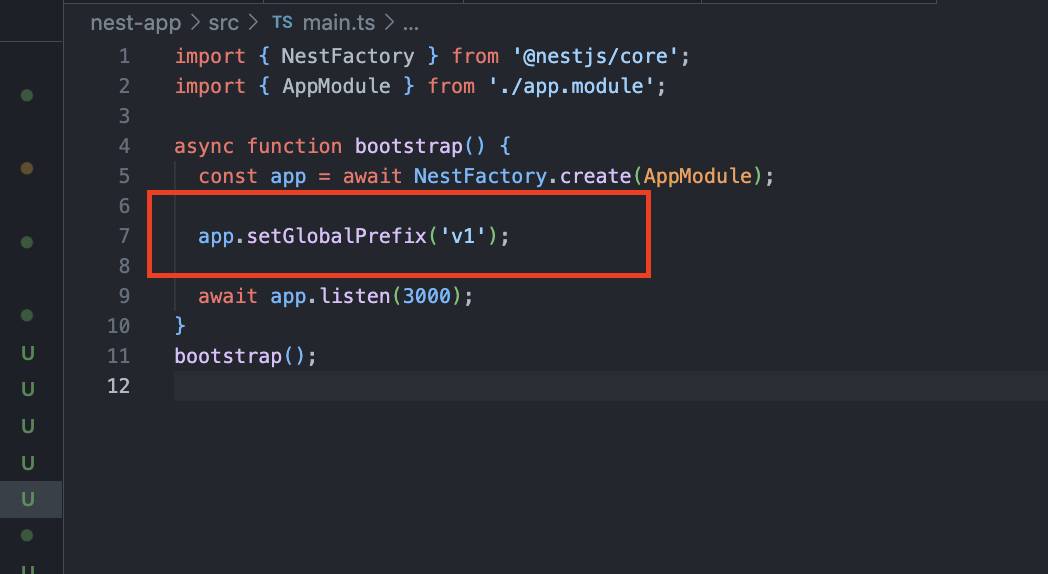 nest-app > src > TS main.ts > ...
1 import { NestFactory } from '@nestjs/core';
2 import { AppModule } from './app.module';
3
4 async function bootstrap() {
5 const app = await NestFactory.create(AppModule);
6
7 app.setGlobalPrefix('v1');
8
9 await app.listen(3000);
10 }
11 bootstrap();
12
U
U
U
U
U
U